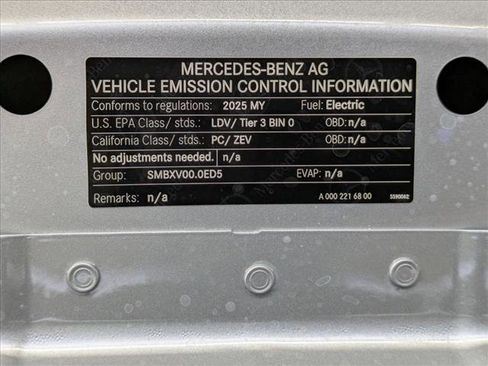 MERCEDES-BENZ AG
VEHICLE EMISSION CONTROL INFORMATION
Conforms to regulations: 2025 MY Fuel: Electric
U.S. EPA Class/ stds.: LDV/ Tier 3 BIN 0 OBD: n/a
California Class/ stds.: PC/ ZEV OBD: n/a
No adjustments needed. n/a
Group: SMBXV00.0ED5 EVAP: n/a
Remarks: n/a A 000 221 68 00